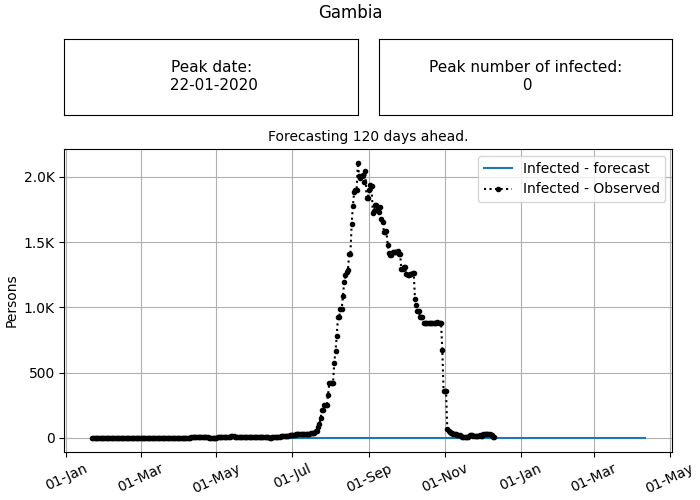 Gambia
Peak date:
22-01-2020
Peak number of infected:
0
Forecasting 120 days ahead.
Infected - forecast
Infected - Observed
2.0K
1.5K
1.0K
500
0
Persons
01-Jan
01-Mar
01-May
01-Jul
01-Sep
01-Nov
01-Jan
01-Mar
01-May